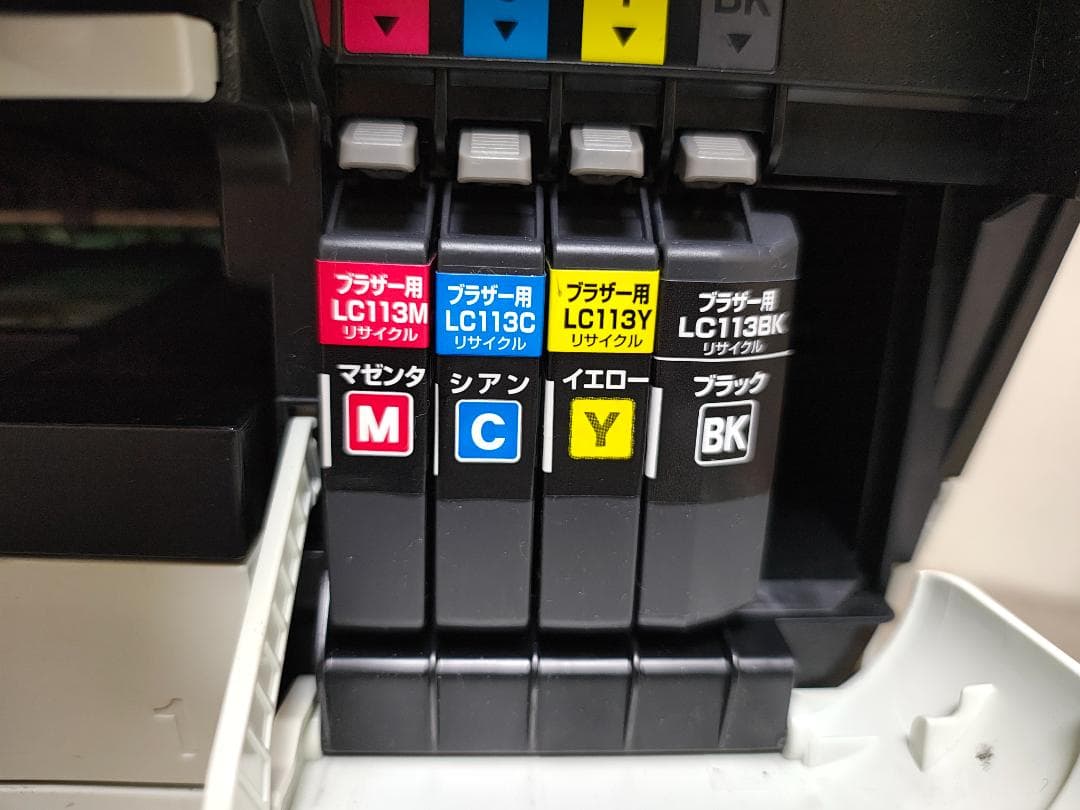 BK
ブラザー用
LC113M
リサイクル
マゼンタ
M
ブラザー用
LC113C
リサイクル
シアン
C
ブラザー用
LC113Y
リサイクル
イエロー
Y
ブラザー用
LC113BK
リサイクル
ブラック
BK
1